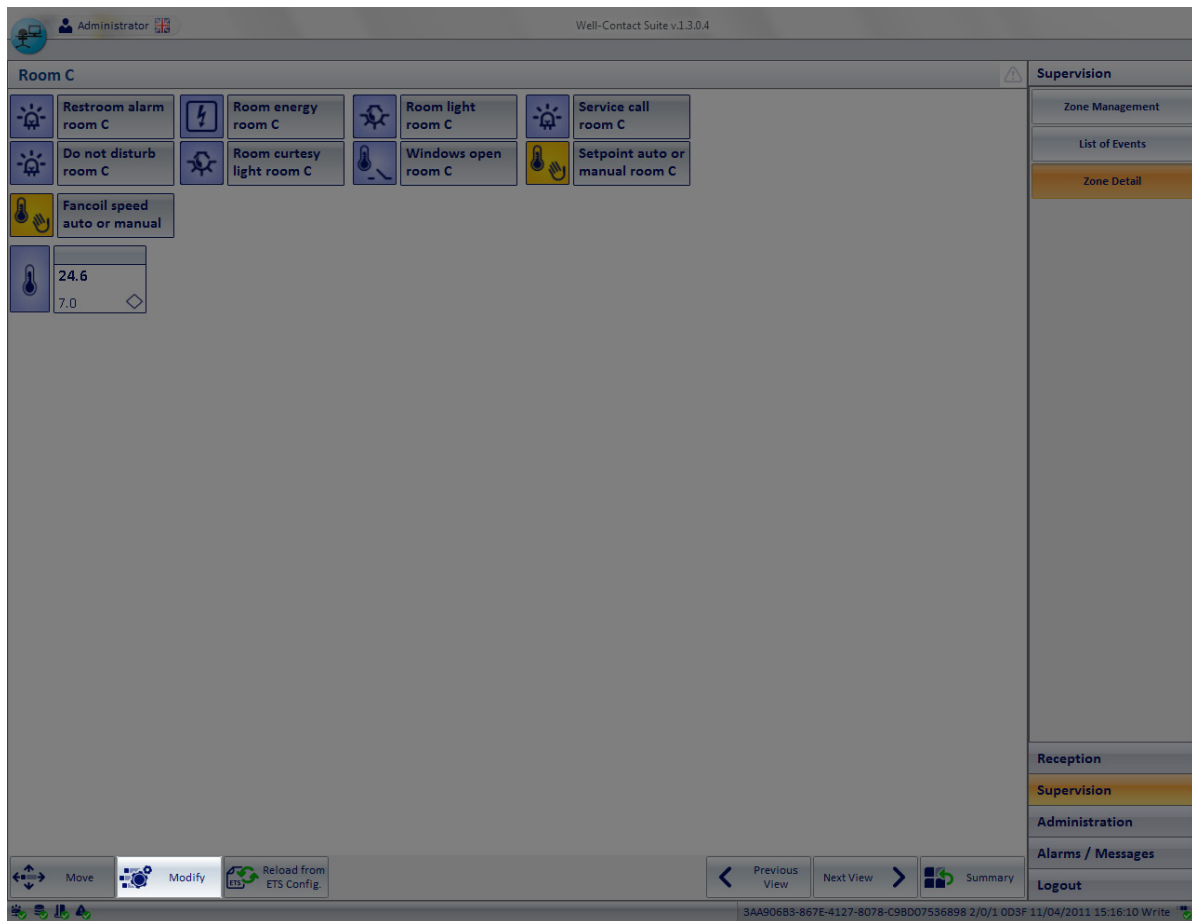 Administrator
Well-Contact Suite v.1.3.0.4
Room C
Restroom alarm
room C
Room energy
room C
Room light
room C
Service call
room C
Do not disturb
room C
Room curtesy
light room C
Windows open
room C
Setpoint auto or
manual room C
Fancoil speed
auto or manual
24.6
7.0
Supervision
Zone Management
List of Events
Zone Detail
Reception
Supervision
Administration
Alarms / Messages
Logout
Move
Modify
ETS
Reload from
ETS Config.
Previous
View
Next View
Summary
3AA906B3-867E-4127-8078-C9BD07536898 2/0/1 0D3F 11/04/2011 15:16:10 Write